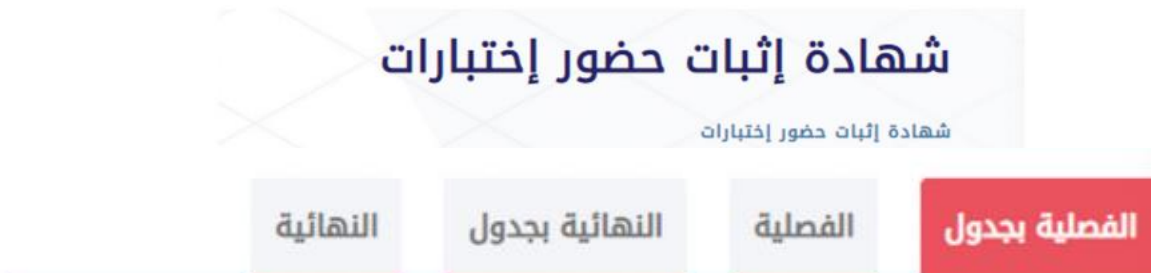 شهادة إثبات حضور إختبارات
شهادة إثبات حضور إختبارات
الفصلية بجدول الفصلية النهائية بجدول النهائية